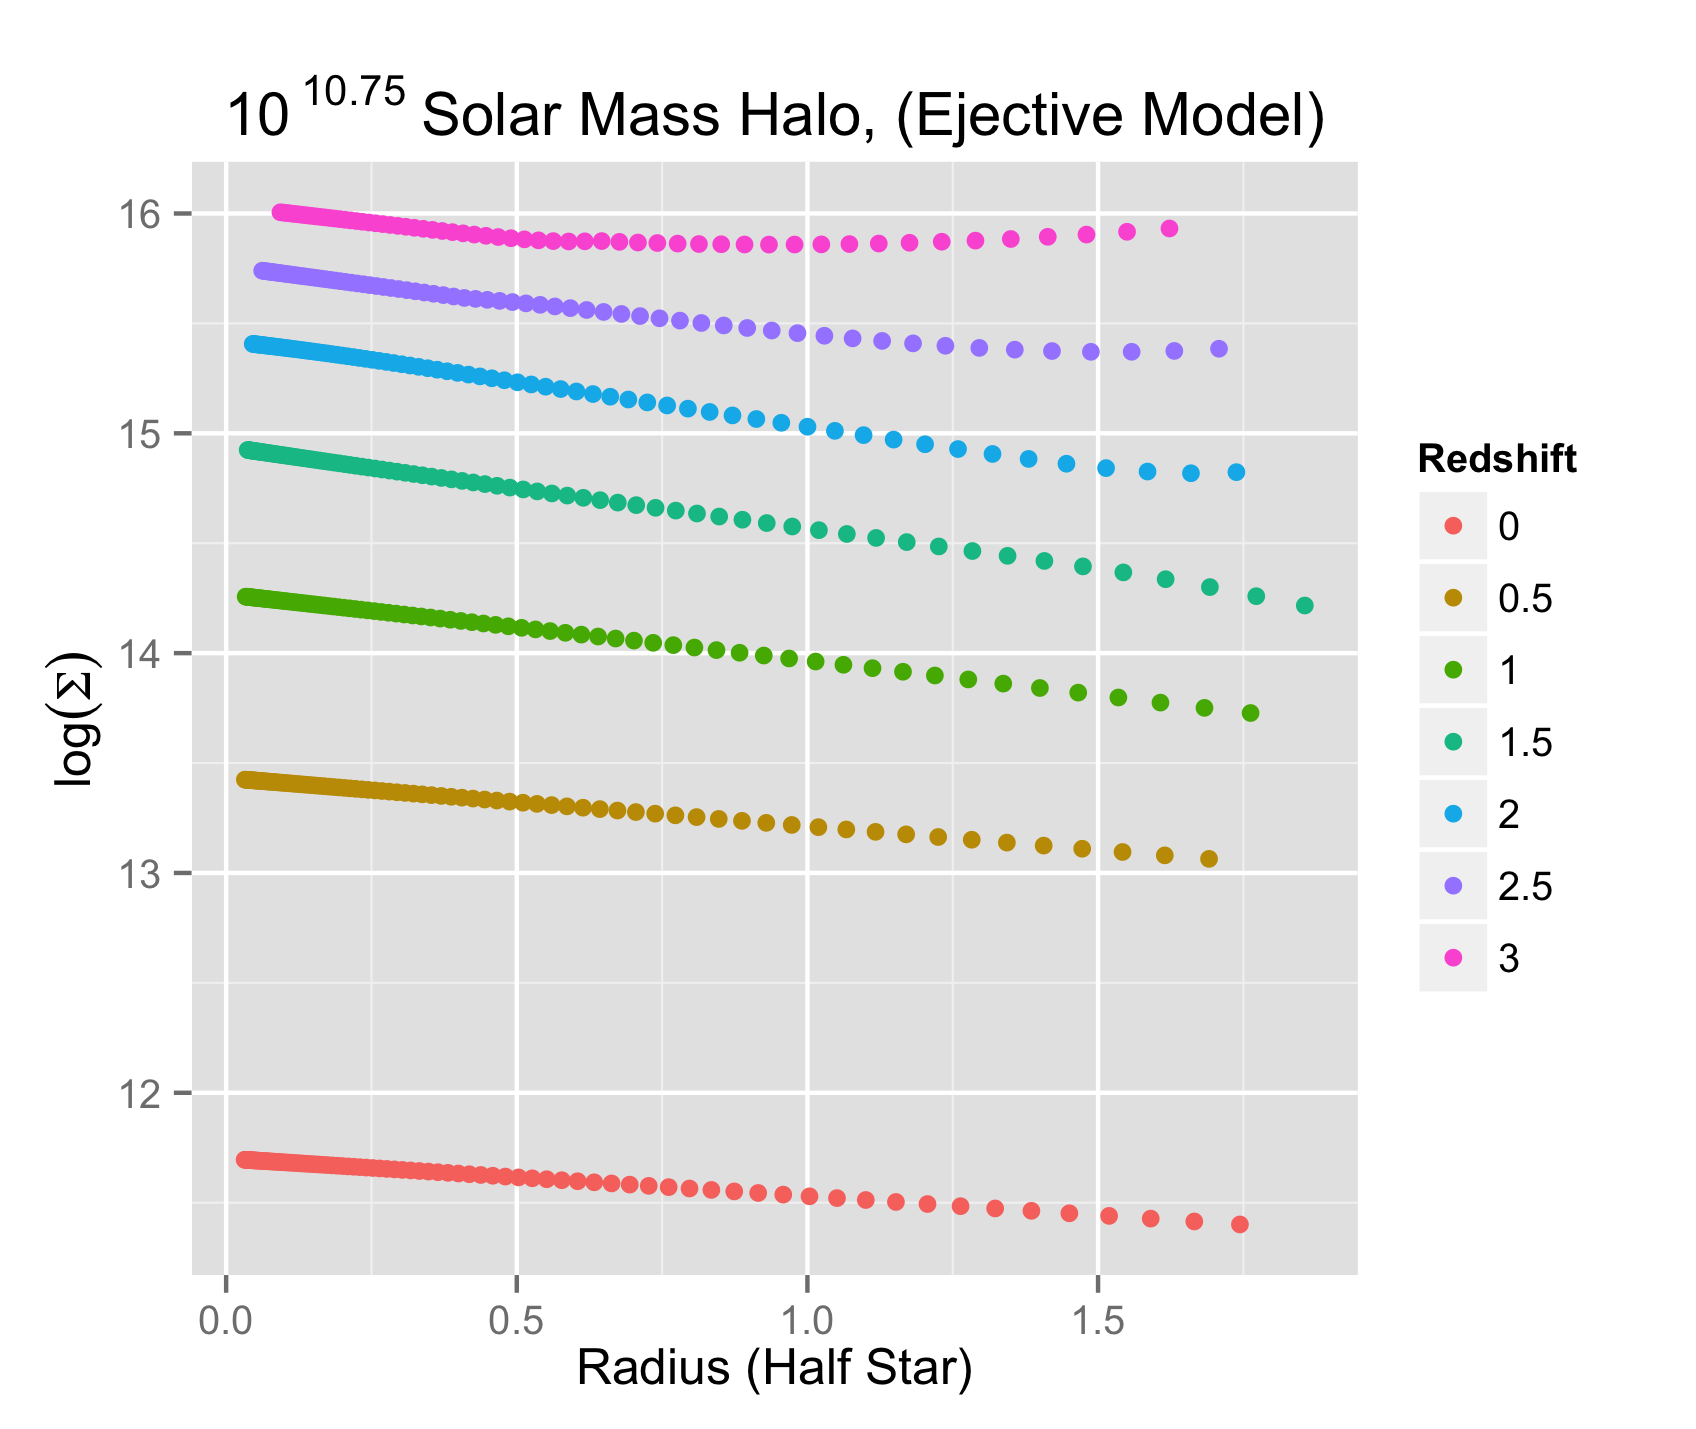 10^10.75 Solar Mass Halo, (Ejective Model)
16
15
14
13
12
log(Σ)
0.0 0.5 1.0 1.5
Radius (Half Star)
Redshift
0
0.5
1
1.5
2
2.5
3